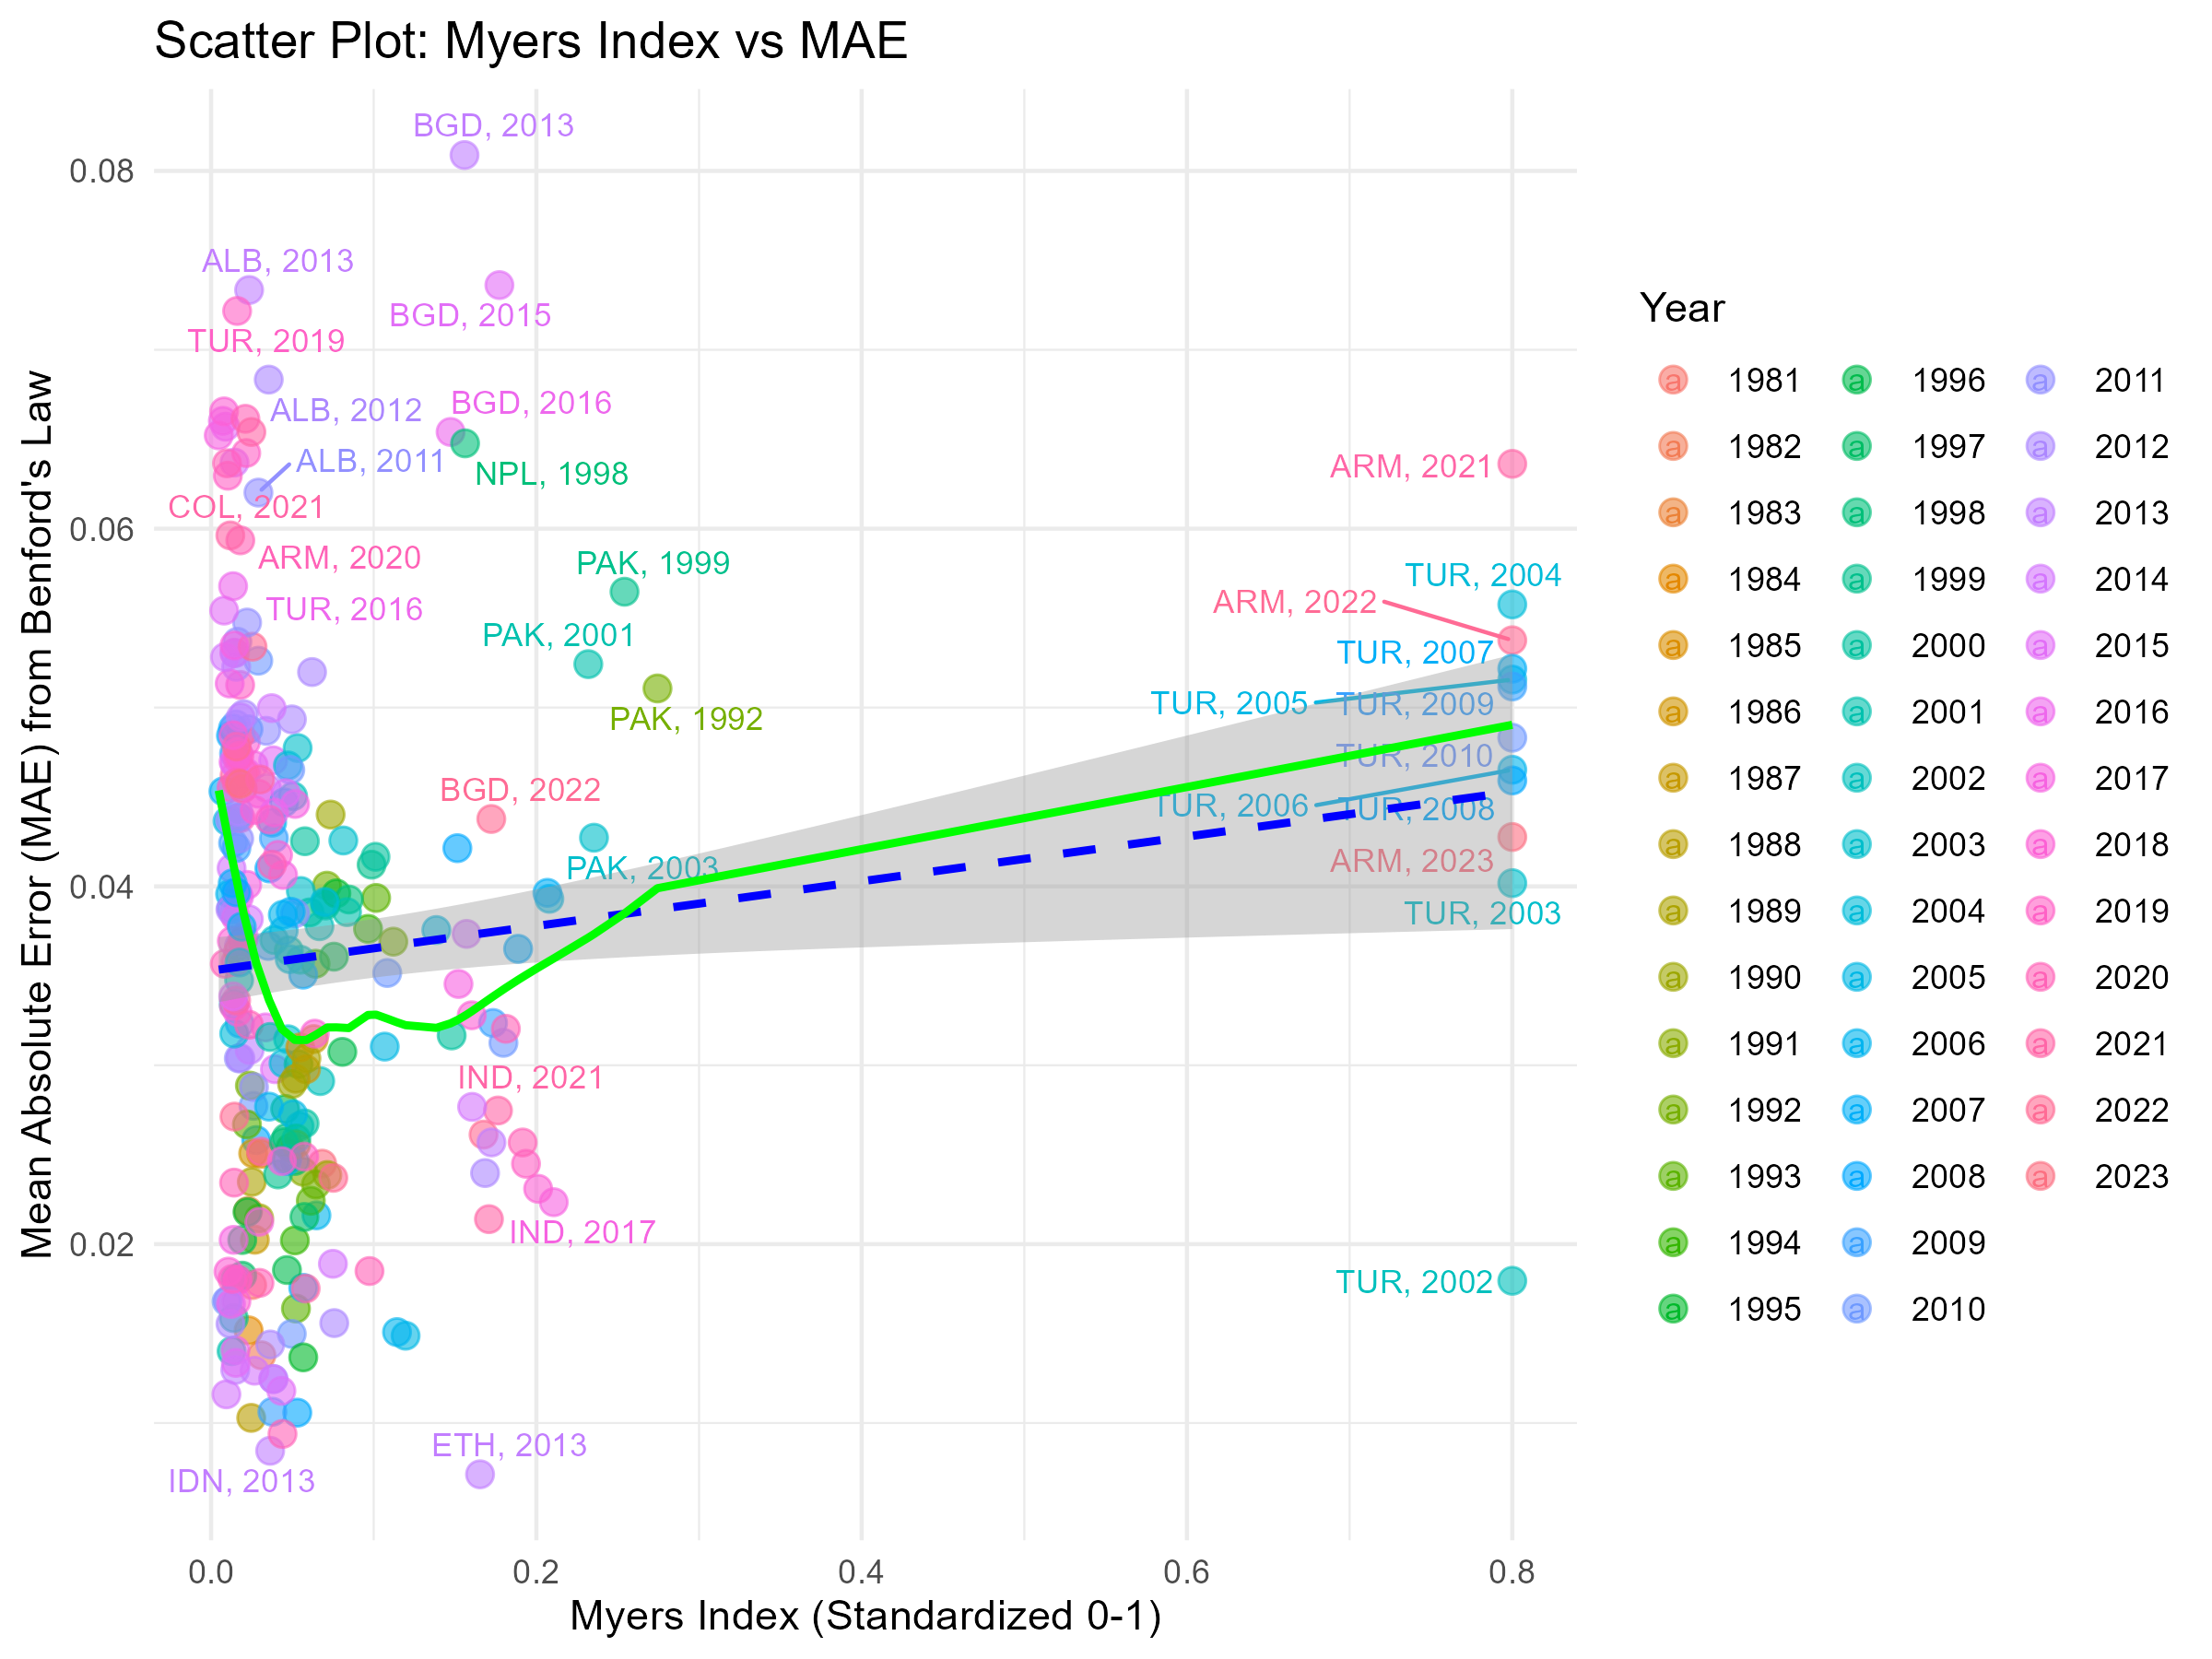 Scatter Plot: Myers Index vs MAE
Mean Absolute Error (MAE) from Benford's Law
0.08
0.06
0.04
0.02
BGD, 2013
ALB, 2013
BGD, 2015
TUR, 2019
ALB, 2012
BGD, 2016
ALB, 2011
NPL, 1998
ARM, 2021
COL, 2021
ARM, 2020
PAK, 1999
TUR, 2004
ARM, 2022
TUR, 2016
PAK, 2001
TUR, 2007
TUR, 2005
TUR, 2009
PAK, 1992
TUR, 2010
BGD, 2022
TUR, 2006
TUR, 2008
PAK, 2003
ARM, 2023
TUR, 2003
IND, 2021
IND, 2017
TUR, 2002
ETH, 2013
IDN, 2013
0.0
0.2
0.4
0.6
0.8
Myers Index (Standardized 0-1)
Year
a 1981
a 1982
a 1983
a 1984
a 1985
a 1986
a 1987
a 1988
a 1989
a 1990
a 1991
a 1992
a 1993
a 1994
a 1995
a 1996
a 1997
a 1998
a 1999
a 2000
a 2001
a 2002
a 2003
a 2004
a 2005
a 2006
a 2007
a 2008
a 2009
a 2010
a 2011
a 2012
a 2013
a 2014
a 2015
a 2016
a 2017
a 2018
a 2019
a 2020
a 2021
a 2022
a 2023